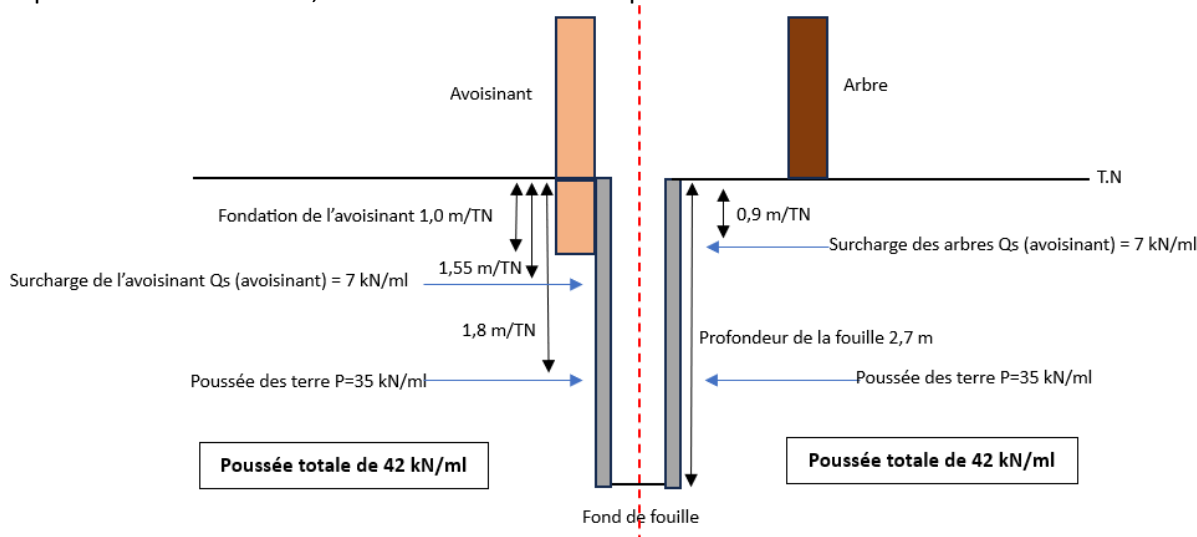 Avoisinant
Arbre
T.N
Fondation de l'avoisinant 1,0 m/TN
0,9 m/TN
Surcharge des arbres Qs (avoisinant) = 7 kN/ml
1,55 m/TN
Surcharge de l'avoisinant Qs (avoisinant) = 7 kN/ml
1,8 m/TN
Profondeur de la fouille 2,7 m
Poussée des terre P=35 kN/ml
Poussée des terre P=35 kN/ml
Poussée totale de 42 kN/ml
Poussée totale de 42 kN/ml
Fond de fouille